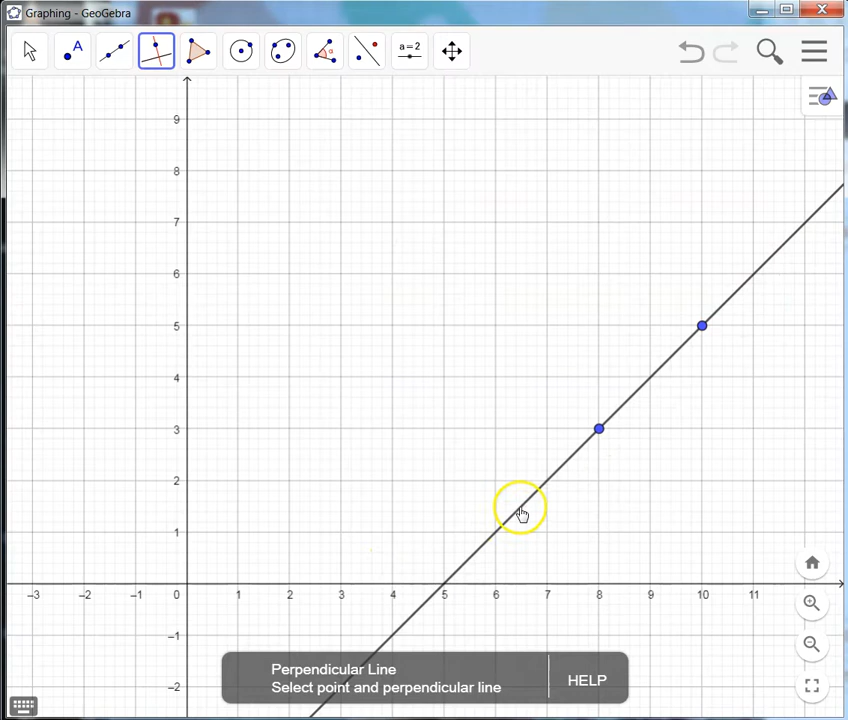 Graphing - GeoGebra
A
α
a=2
9
8
7
6
5
4
3
2
1
−3 −2 −1 0 1 2 3 4 5 6 7 8 9 10 11
−1
−2
Perpendicular Line
Select point and perpendicular line
HELP